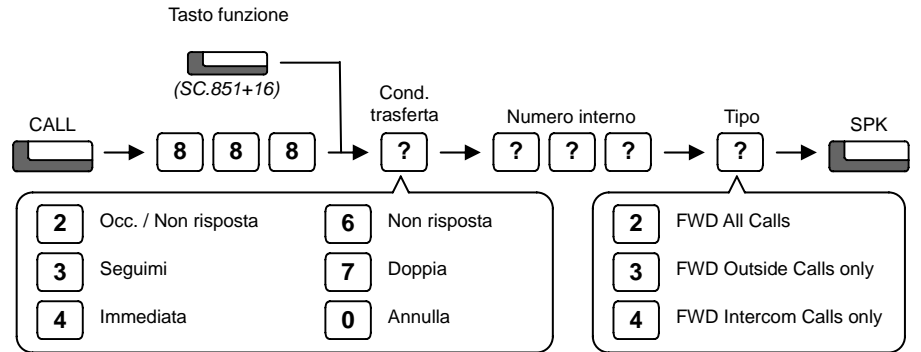 Tasto funzione
(SC.851+16)
Cond.
trasferta
CALL
Numero interno
Tipo
SPK
8 8 8 ? ? ? ? ?
2 Occ. / Non risposta
6 Non risposta
3 Seguimi
7 Doppia
4 Immediata
0 Annulla
2 FWD All Calls
3 FWD Outside Calls only
4 FWD Intercom Calls only